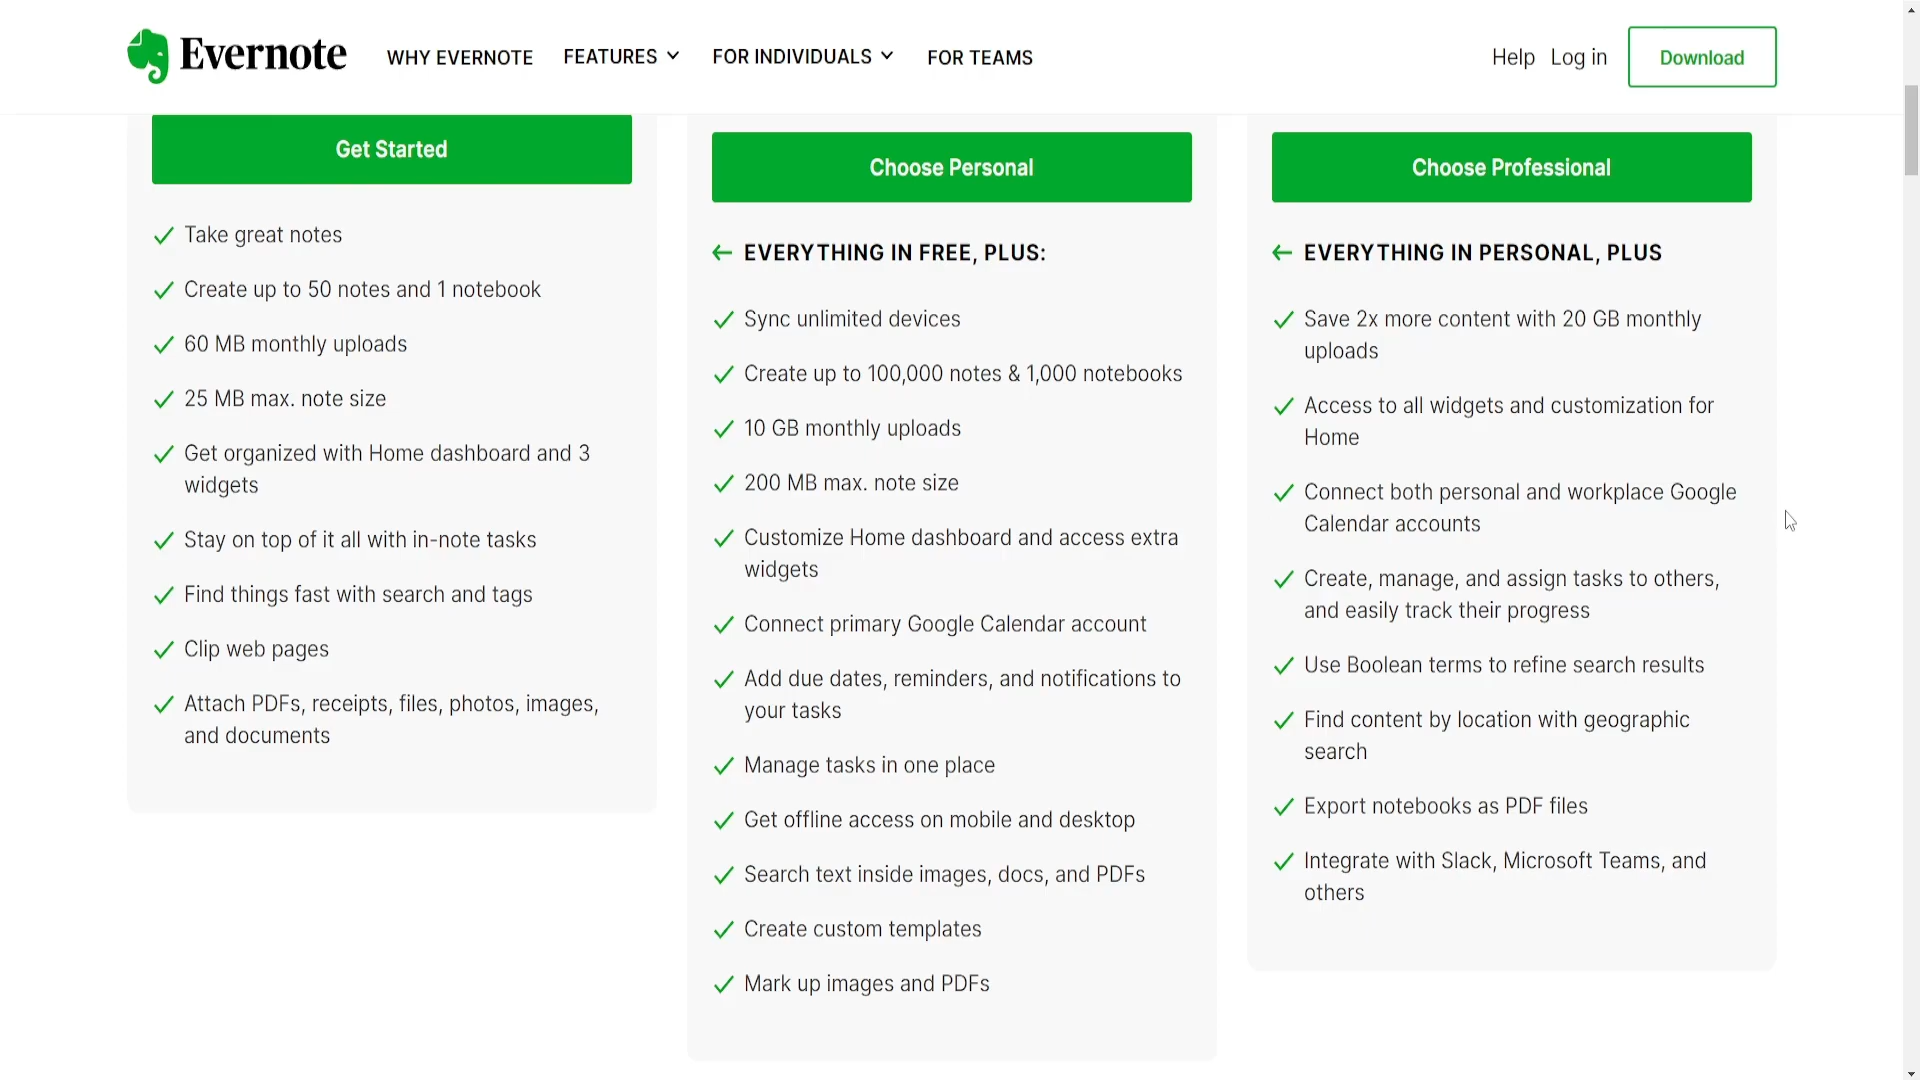 Evernote
WHY EVERNOTE
FEATURES
FOR INDIVIDUALS
FOR TEAMS
Help
Log in
Download
Get Started
Take great notes
Create up to 50 notes and 1 notebook
60 MB monthly uploads
25 MB max. note size
Get organized with Home dashboard and 3
widgets
Stay on top of it all with in-note tasks
Find things fast with search and tags
Clip web pages
Attach PDFs, receipts, files, photos, images,
and documents
Choose Personal
EVERYTHING IN FREE, PLUS:
Sync unlimited devices
Create up to 100,000 notes & 1,000 notebooks
10 GB monthly uploads
200 MB max. note size
Customize Home dashboard and access extra
widgets
Connect primary Google Calendar account
Add due dates, reminders, and notifications to
your tasks
Manage tasks in one place
Get offline access on mobile and desktop
Search text inside images, docs, and PDFs
Create custom templates
Mark up images and PDFs
Choose Professional
EVERYTHING IN PERSONAL, PLUS
Save 2x more content with 20 GB monthly
uploads
Access to all widgets and customization for
Home
Connect both personal and workplace Google
Calendar accounts
Create, manage, and assign tasks to others,
and easily track their progress
Use Boolean terms to refine search results
Find content by location with geographic
search
Export notebooks as PDF files
Integrate with Slack, Microsoft Teams, and
others